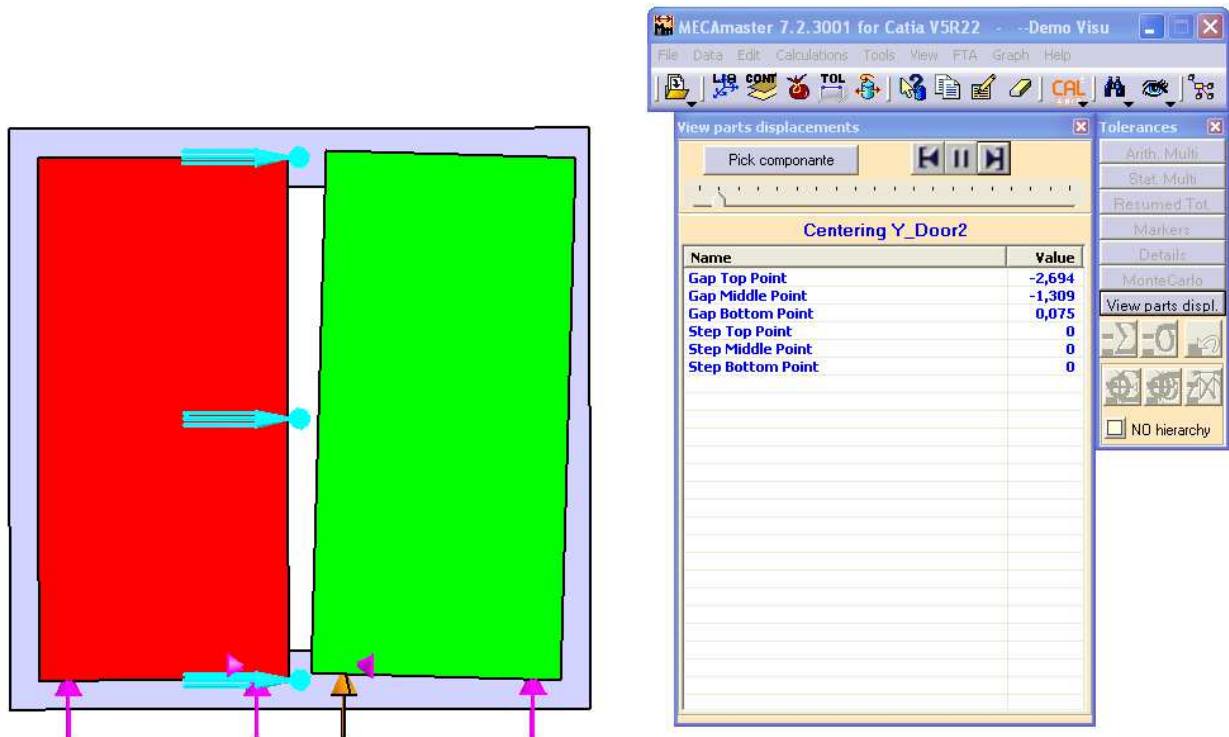 MECAmaster 7.2.3001 for Catia V5R22 - --Demo Visu
File Data Edit Calculations Tools View FTA Graph Help
LIA CONT TOL CAL
View parts displacements
Pick componante
Centering Y_Door2
Name Value
Gap Top Point -2,694
Gap Middle Point -1,309
Gap Bottom Point 0,075
Step Top Point 0
Step Middle Point 0
Step Bottom Point 0
Tolerances
Arith. Multi
Stat. Multi
Resumed Tot.
Markers
Details
MonteCarlo
View parts displ.
NO hierarchy